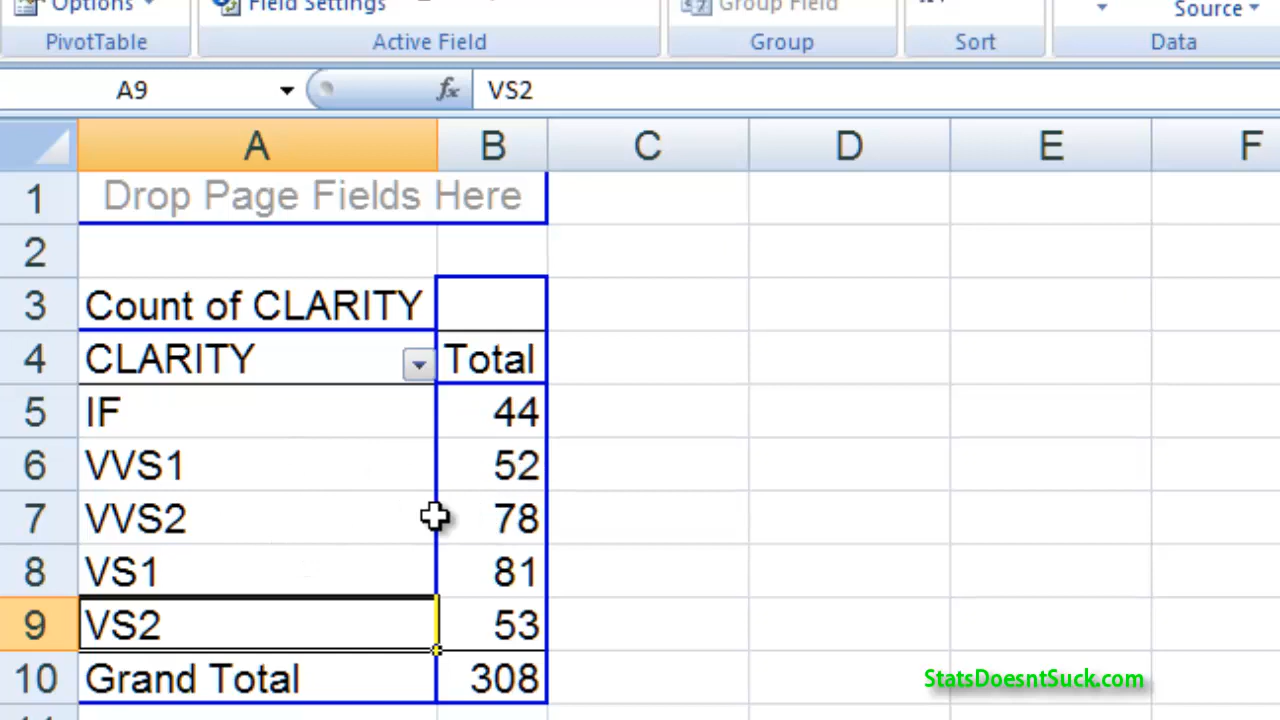 Options Field Settings Group Field Source
PivotTable Active Field Group Sort Data
A9 fx VS2
A B C D E F
1 Drop Page Fields Here
2
3 Count of CLARITY
4 CLARITY Total
5 IF 44
6 VVS1 52
7 VVS2 78
8 VS1 81
9 VS2 53
10 Grand Total 308
StatsDoesntSuck.com